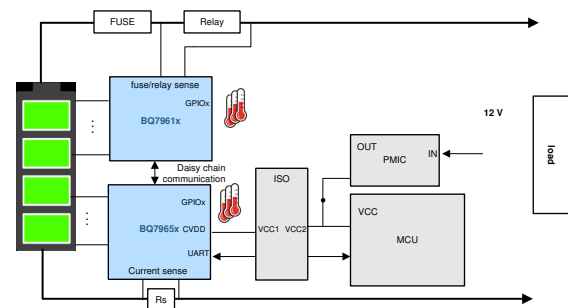 FUSE
Relay
fuse/relay sense
GPIOx
BQ7961x
12 V
load
OUT
PMIC
IN
Daisy chain
communication
ISO
GPIOx
BQ7965x
CVDD
VCC1
VCC2
VCC
MCU
UART
Current sense
Rs